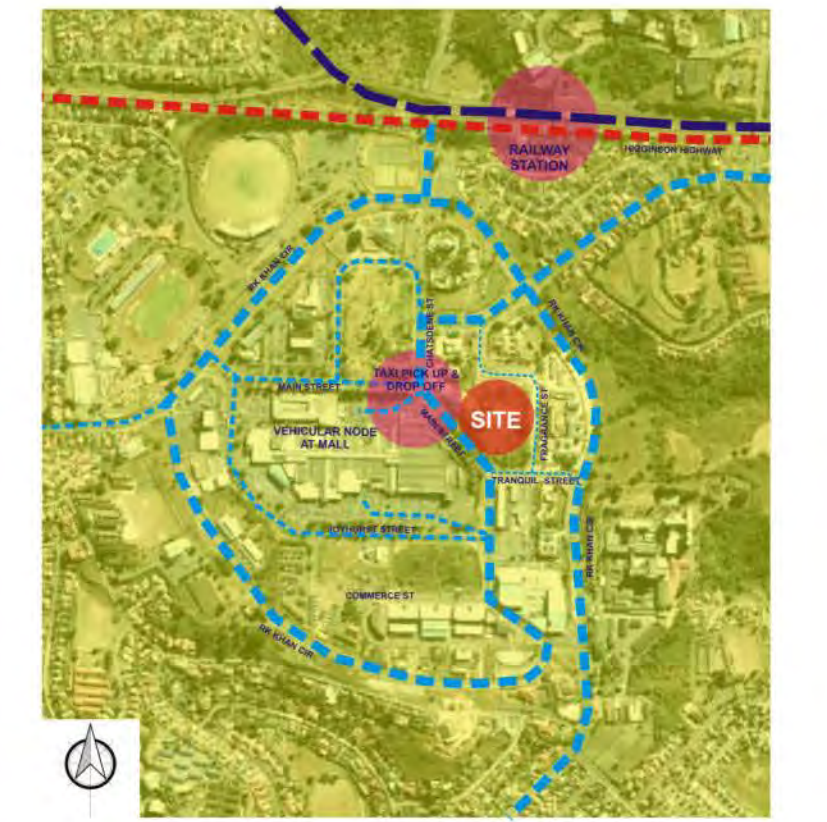 RAILWAY
STATION
HIGGINSON HIGHWAY
RK KHAN CIR
RK KHAN CIR
CHATSDENE ST
TAXI PICK UP &
DROP OFF
MAIN STREET
SITE
MAIN STREET
FRAGRANCE ST
VEHICULAR NODE
AT MALL
TRANQUIL STREET
JOYHURST STREET
RK KHAN CIR
COMMERCE ST
RK KHAN CIR